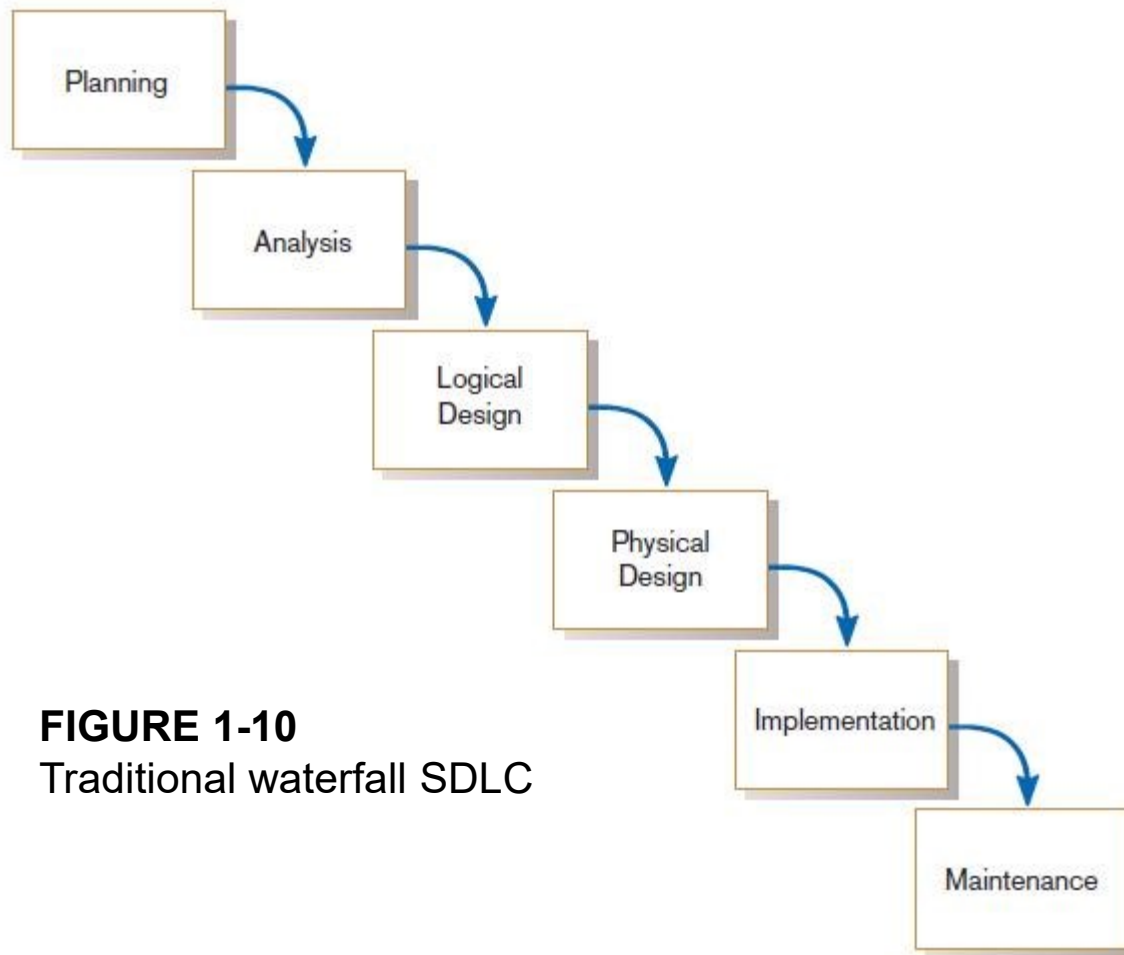 Planning
Analysis
Logical
Design
Physical
Design
Implementation
Maintenance
FIGURE 1-10
Traditional waterfall SDLC